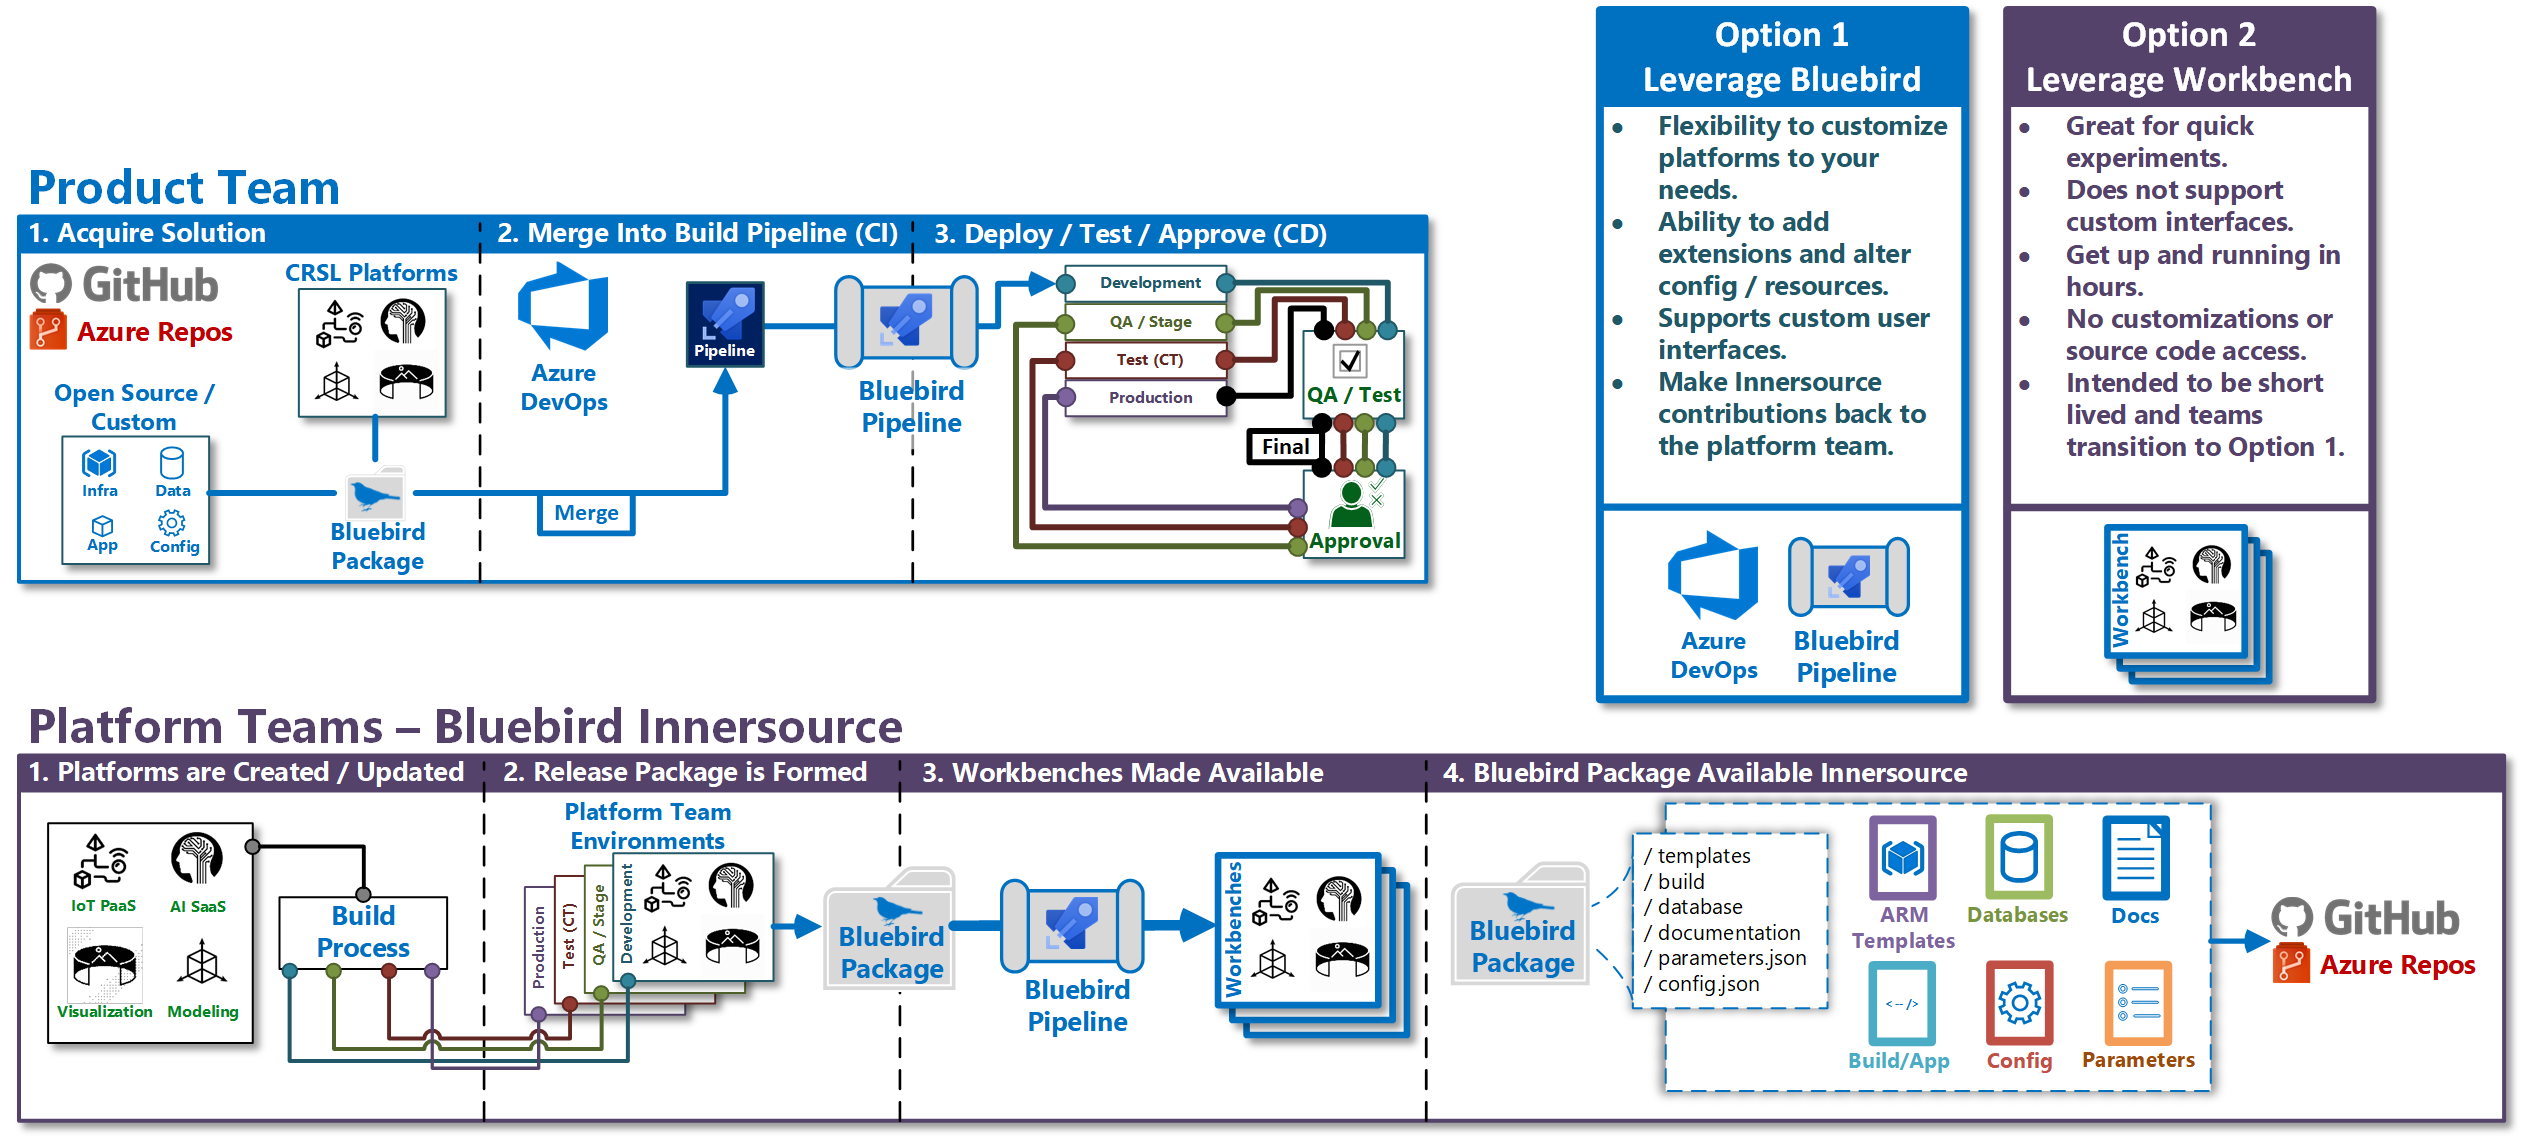 Option 1
Leverage Bluebird
• Flexibility to customize
platforms to your
needs.
• Ability to add
extensions and alter
config / resources.
• Supports custom user
interfaces.
• Make Innersource
contributions back to
the platform team.
Azure
DevOps
Bluebird
Pipeline
Option 2
Leverage Workbench
• Great for quick
experiments.
• Does not support
custom interfaces.
• Get up and running in
hours.
• No customizations or
source code access.
• Intended to be short
lived and teams
transition to Option 1.
Workbench
Product Team
1. Acquire Solution
GitHub
Azure Repos
CRSL Platforms
Open Source /
Custom
Infra
Data
App
Config
Bluebird
Package
2. Merge Into Build Pipeline (CI)
Azure
DevOps
Merge
Pipeline
Bluebird
Pipeline
3. Deploy / Test / Approve (CD)
Development
QA / Stage
Test (CT)
Production
QA / Test
Final
Approval
Platform Teams – Bluebird Innersource
1. Platforms are Created / Updated
IoT PaaS
AI SaaS
Visualization
Modeling
Build
Process
2. Release Package is Formed
Platform Team
Environments
Production
Test (CT)
QA / Stage
Development
Bluebird
Package
3. Workbenches Made Available
Bluebird
Pipeline
Workbenches
4. Bluebird Package Available Innersource
Bluebird
Package
/ templates
/ build
/ database
/ documentation
/ parameters.json
/ config.json
ARM
Templates
Databases
Docs
< -- />
Build/App
Config
Parameters
GitHub
Azure Repos